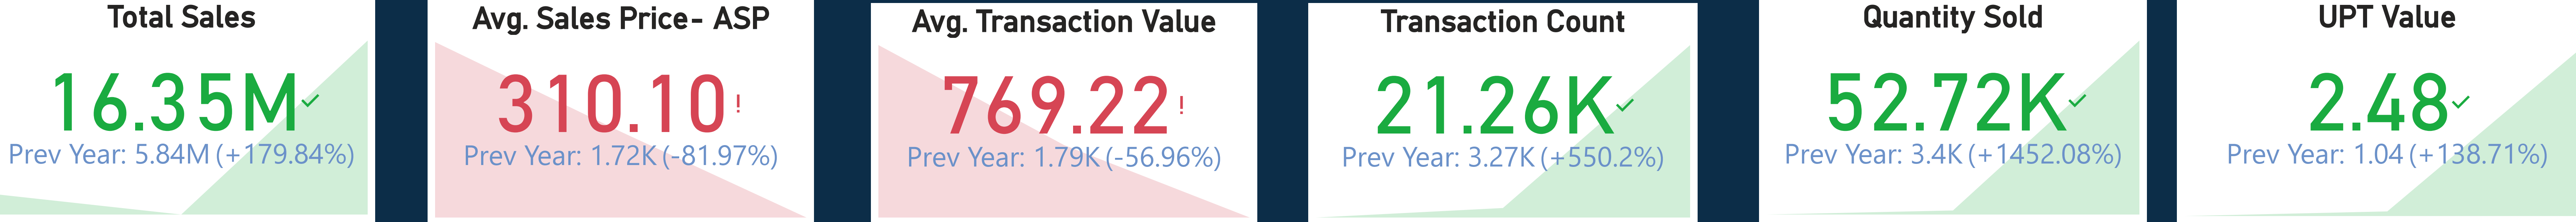 Total Sales
16.35M✓
Prev Year: 5.84M (+179.84%)
Avg. Sales Price- ASP
310.10!
Prev Year: 1.72K (-81.97%)
Avg. Transaction Value
769.22!
Prev Year: 1.79K (-56.96%)
Transaction Count
21.26K✓
Prev Year: 3.27K (+550.2%)
Quantity Sold
52.72K✓
Prev Year: 3.4K (+1452.08%)
UPT Value
2.48✓
Prev Year: 1.04 (+138.71%)